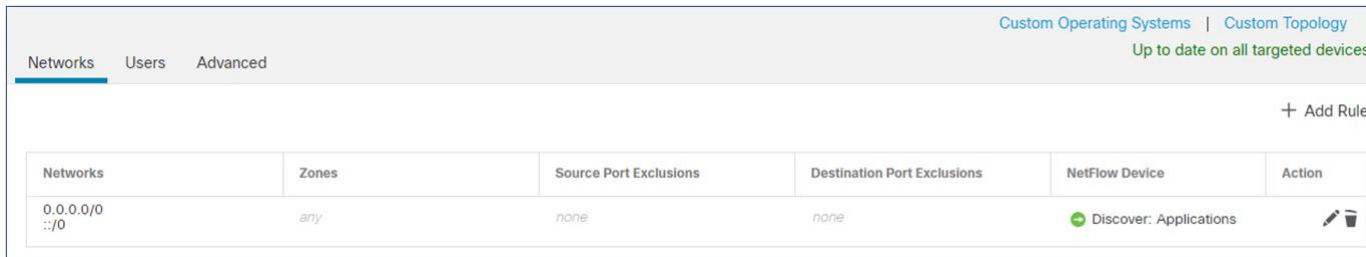 Custom Operating Systems | Custom Topology
Up to date on all targeted devices
Networks Users Advanced
+ Add Rule
Networks Zones Source Port Exclusions Destination Port Exclusions NetFlow Device Action
0.0.0.0/0
::/0 any none none Discover: Applications